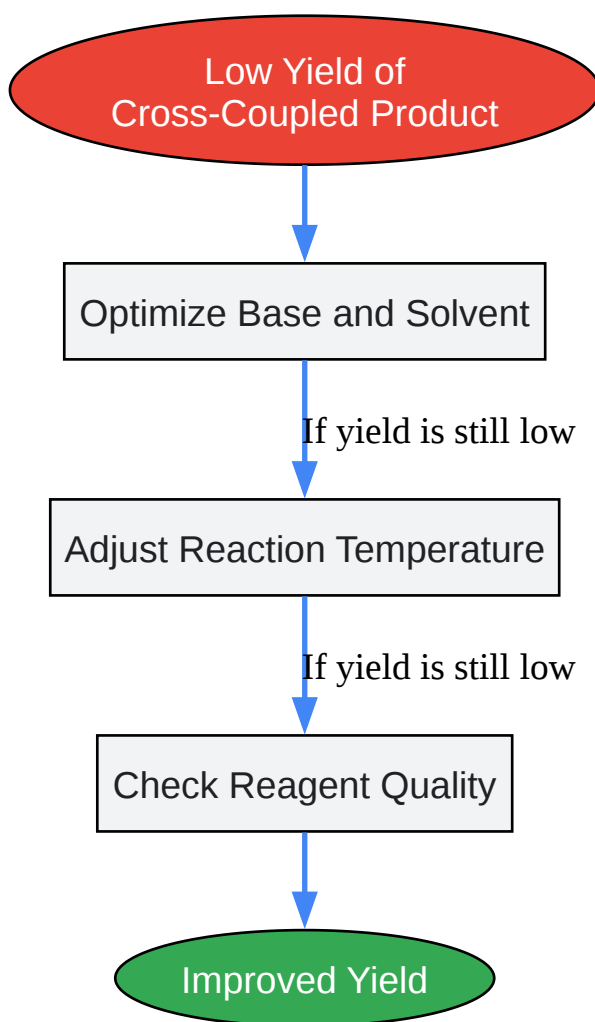 Low Yield of
Cross-Coupled Product
Optimize Base and Solvent
If yield is still low
Adjust Reaction Temperature
If yield is still low
Check Reagent Quality
Improved Yield